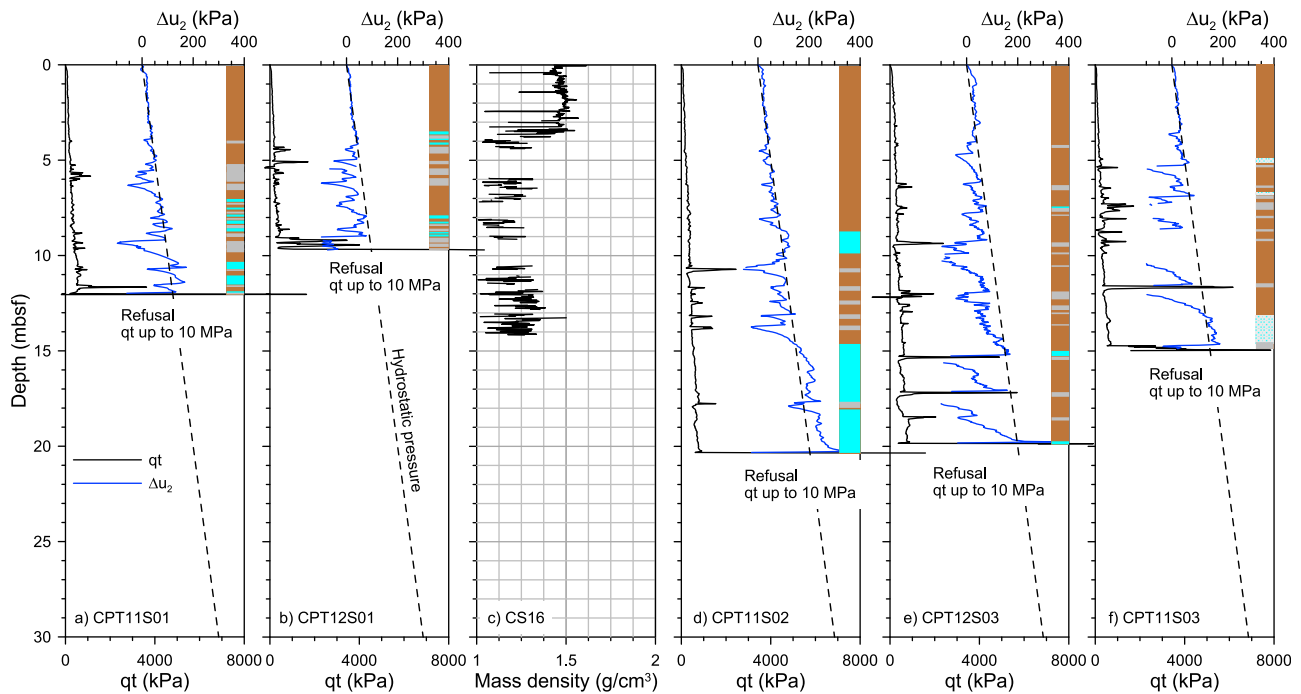 Δu₂ (kPa)
0 200 400
Δu₂ (kPa)
0 200 400
Δu₂ (kPa)
0 200 400
Δu₂ (kPa)
0 200 400
Δu₂ (kPa)
0 200 400
Depth (mbsf)
0
5
10
15
20
25
30
Refusal
qt up to 10 MPa
qt
Δu₂
a) CPT11S01
0 4000 8000
qt (kPa)
Refusal
qt up to 10 MPa
Hydrostatic pressure
b) CPT12S01
0 4000 8000
qt (kPa)
c) CS16
1 1.5 2
Mass density (g/cm³)
Refusal
qt up to 10 MPa
d) CPT11S02
0 4000 8000
qt (kPa)
Refusal
qt up to 10 MPa
e) CPT12S03
0 4000 8000
qt (kPa)
Refusal
qt up to 10 MPa
f) CPT11S03
0 4000 8000
qt (kPa)